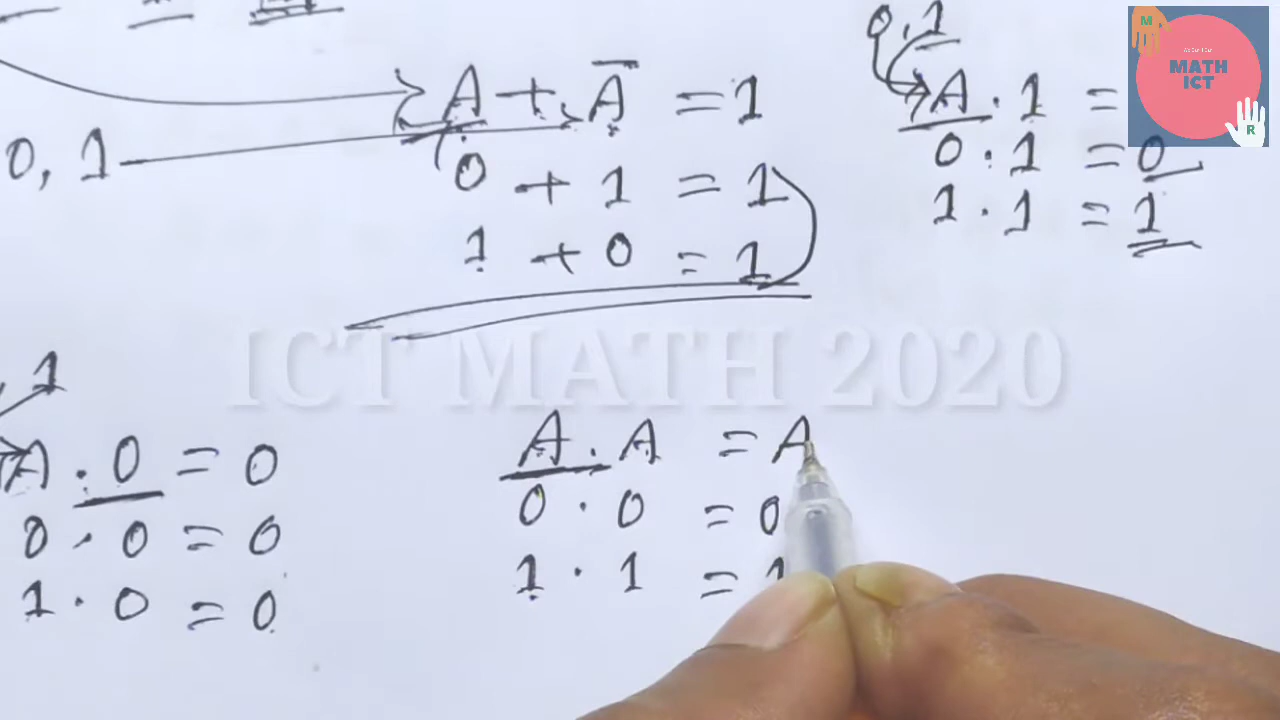 0, 1
A + A̅ = 1
0 + 1 = 1
1 + 0 = 1
0, 1
A . 1 =
0 . 1 = 0
1 . 1 = 1
M
MATH
ICT
R
ICT MATH 2020
, 1
A . 0 = 0
0 . 0 = 0
1 . 0 = 0
A . A = A
0 . 0 = 0
1 . 1 = 1